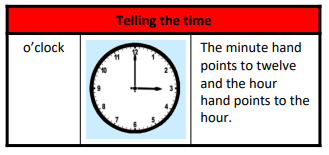 Telling the time
o’clock
12
1
2
3
4
5
6
7
8
9
10
11
The minute hand
points to twelve
and the hour
hand points to the
hour.